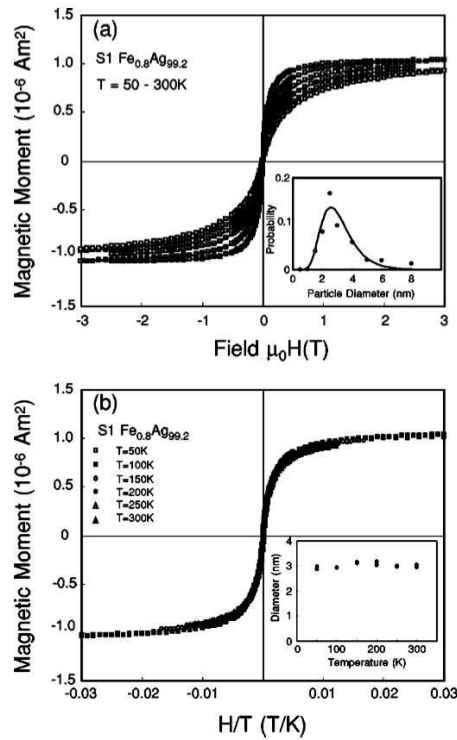 (a)
S1 Fe0.8Ag99.2
T = 50 - 300K
Magnetic Moment (10-6 Am2)
1.5
1.0
0.5
0
-0.5
-1.0
-1.5
-3 -2 -1 0 1 2 3
Field μ0H(T)
Probability
0.2
0.1
0
0 2 4 6 8
Particle Diameter (nm)
(b)
S1 Fe0.8Ag99.2
T=50K
T=100K
T=150K
T=200K
T=250K
T=300K
Magnetic Moment (10-6 Am2)
1.5
1.0
0.5
0
-0.5
-1.0
-1.5
-0.03 -0.02 -0.01 0 0.01 0.02 0.03
H/T (T/K)
Diameter (nm)
4
3
2
1
0
0 100 200 300
Temperature (K)